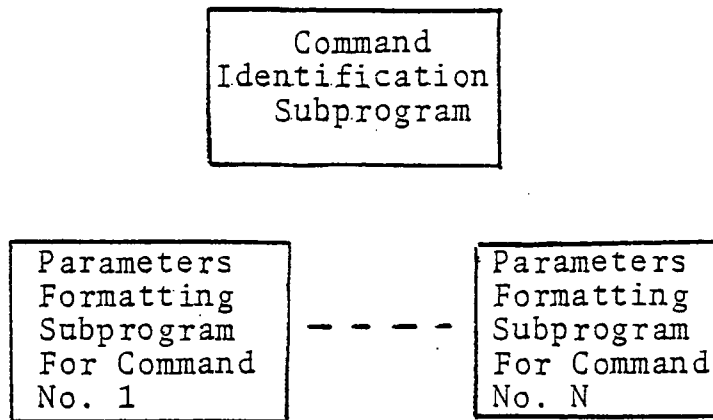 Command
Identification
Subprogram
Parameters
Formatting
Subprogram
For Command
No. 1
Parameters
Formatting
Subprogram
For Command
No. N